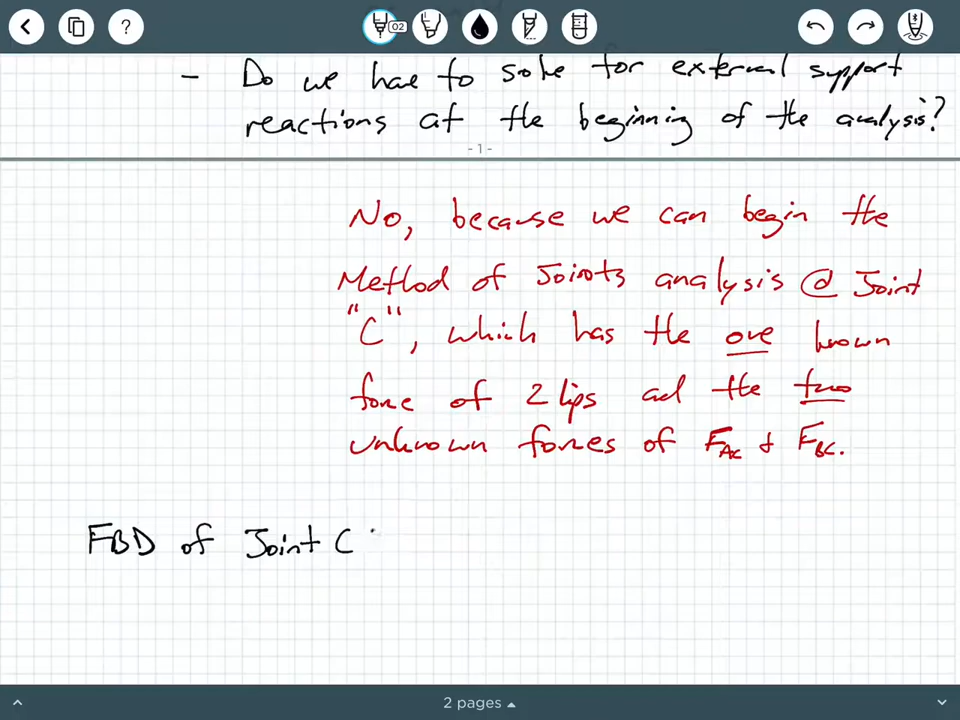 02
- Do we have to solve for external support
reactions at the beginning of the analysis?
- 1 -
No, because we can begin the
Method of Joints analysis @ Joint
"C", which has the one known
force of 2 kips and the two
unknown forces of FAC & FBC.
FBD of Joint C
2 pages